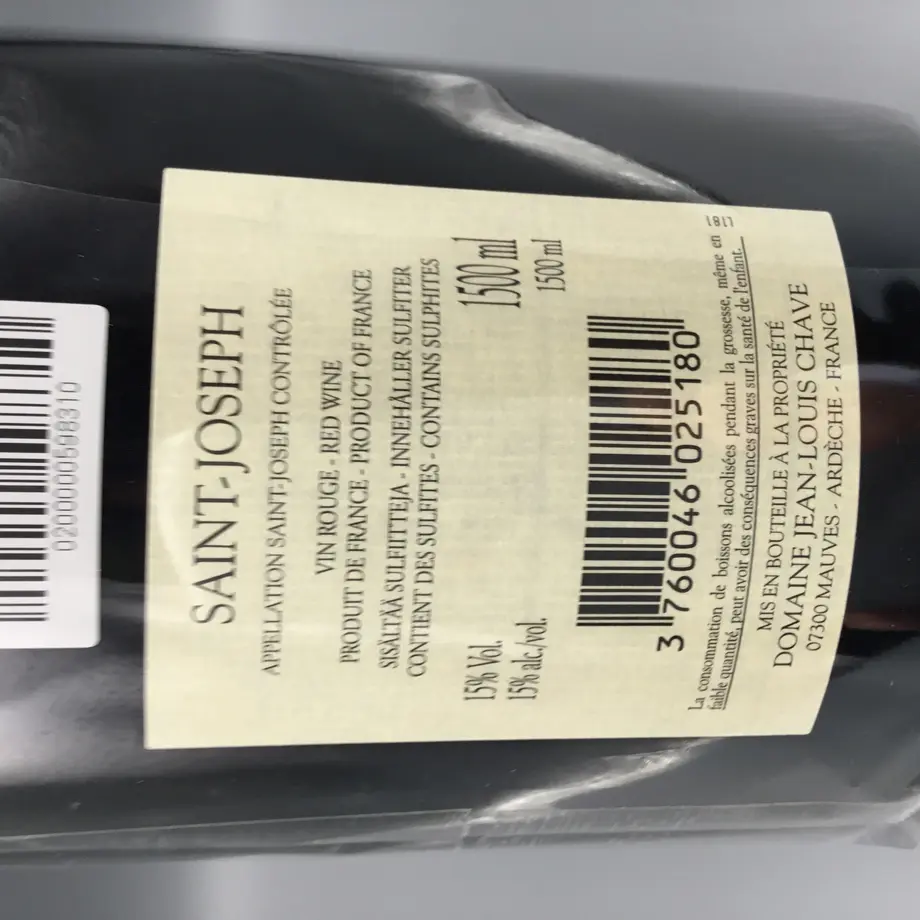 0200000598310
SAINT-JOSEPH
APPELLATION SAINT-JOSEPH CONTRÔLÉE
VIN ROUGE - RED WINE
PRODUIT DE FRANCE - PRODUCT OF FRANCE
SISÄLTÄÄ SULFIITTEJA - INNEHÅLLER SULFITER
CONTIENT DES SULFITES - CONTAINS SULPHITES
15% Vol. 1500 ml
15% alc./vol. 1500 ml
3 760046 025180
La consommation de boissons alcoolisées pendant la grossesse, même en
faible quantité, peut avoir des conséquences graves sur la santé de l'enfant.
L1817
MIS EN BOUTEILLE À LA PROPRIÉTÉ
DOMAINE JEAN-LOUIS CHAVE
07300 MAUVES - ARDÈCHE - FRANCE